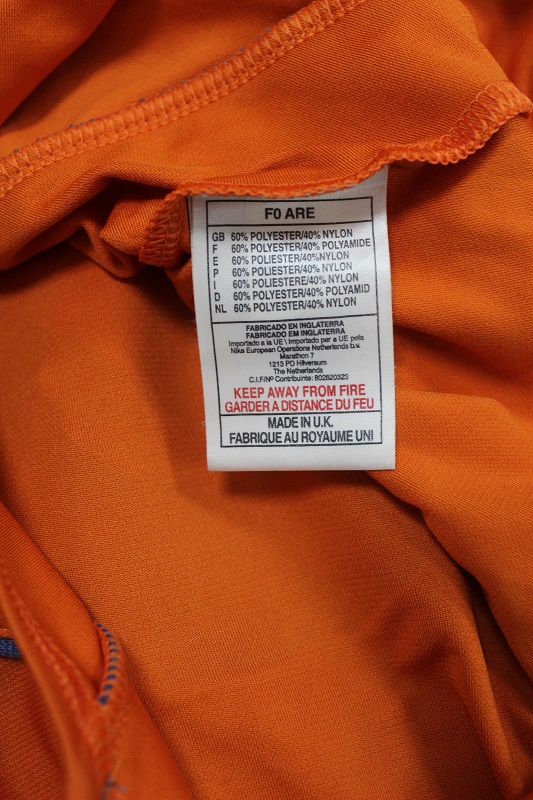 F0 ARE
GB 60% POLYESTER/40% NYLON
F 60% POLYESTER/40% POLYAMIDE
E 60% POLIESTER/40%NYLON
P 60% POLIESTER/40% NYLON
I 60% POLIESTERE/40% NYLON
D 60% POLYESTER/40% POLYAMID
NL 60% POLYESTER/40% NYLON
FABRICADO EN INGLATERRA
FABRICADO EM INGLATERRA
Importado a la UE \ Importado per a UE pela
Nike European Operations Netherlands b.v.
Marathon 7
1213 PD Hilversum
The Netherlands
C.I.F/Nº Contribuinte: 802820323
KEEP AWAY FROM FIRE
GARDER A DISTANCE DU FEU
MADE IN U.K.
FABRIQUE AU ROYAUME UNI